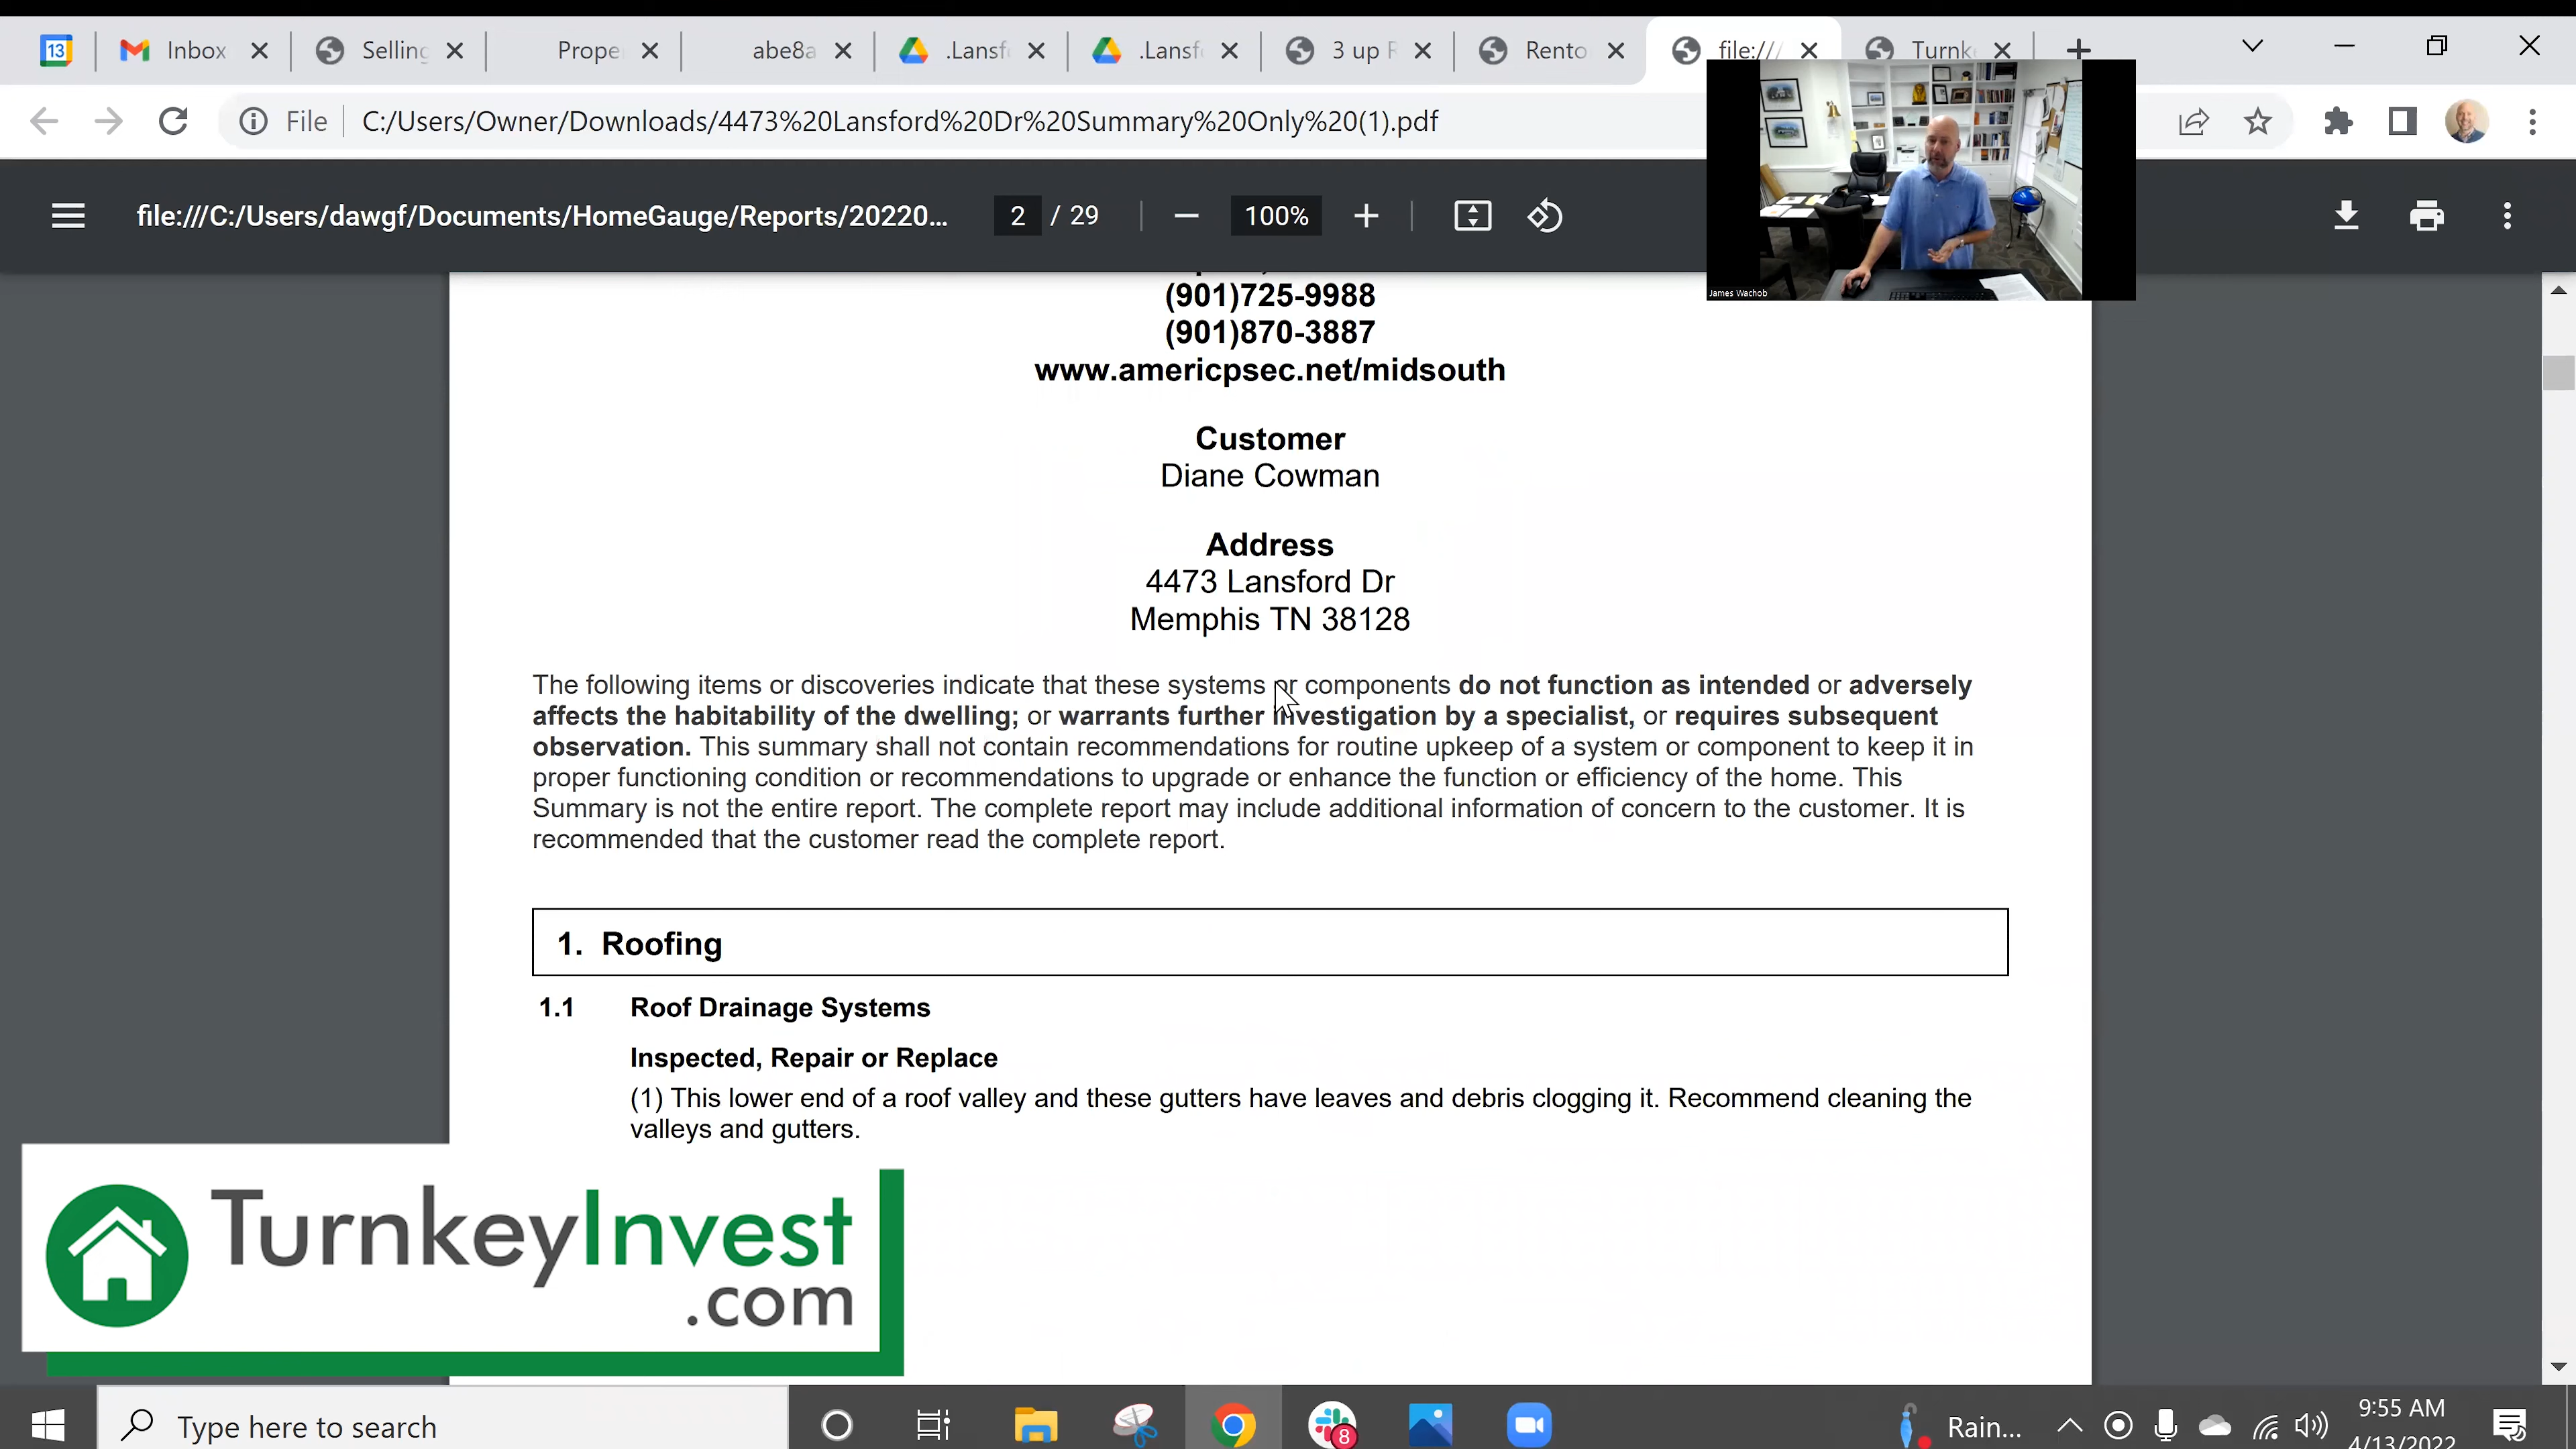 13
Inbox
Selling
Prope
abe8a
.Lansf
.Lansf
3 up R
Rento
file:///
Turnk
File
C:/Users/Owner/Downloads/4473%20Lansford%20Dr%20Summary%20Only%20(1).pdf
file:///C:/Users/dawgf/Documents/HomeGauge/Reports/20220...
2 / 29
100%
James Wachob
(901)725-9988
(901)870-3887
www.americpsec.net/midsouth
Customer
Diane Cowman
Address
4473 Lansford Dr
Memphis TN 38128
The following items or discoveries indicate that these systems or components do not function as intended or adversely
affects the habitability of the dwelling; or warrants further investigation by a specialist, or requires subsequent
observation. This summary shall not contain recommendations for routine upkeep of a system or component to keep it in
proper functioning condition or recommendations to upgrade or enhance the function or efficiency of the home. This
Summary is not the entire report. The complete report may include additional information of concern to the customer. It is
recommended that the customer read the complete report.
1. Roofing
1.1 Roof Drainage Systems
Inspected, Repair or Replace
(1) This lower end of a roof valley and these gutters have leaves and debris clogging it. Recommend cleaning the
valleys and gutters.
TurnkeyInvest
.com
Type here to search
8
Rain...
9:55 AM
4/13/2022